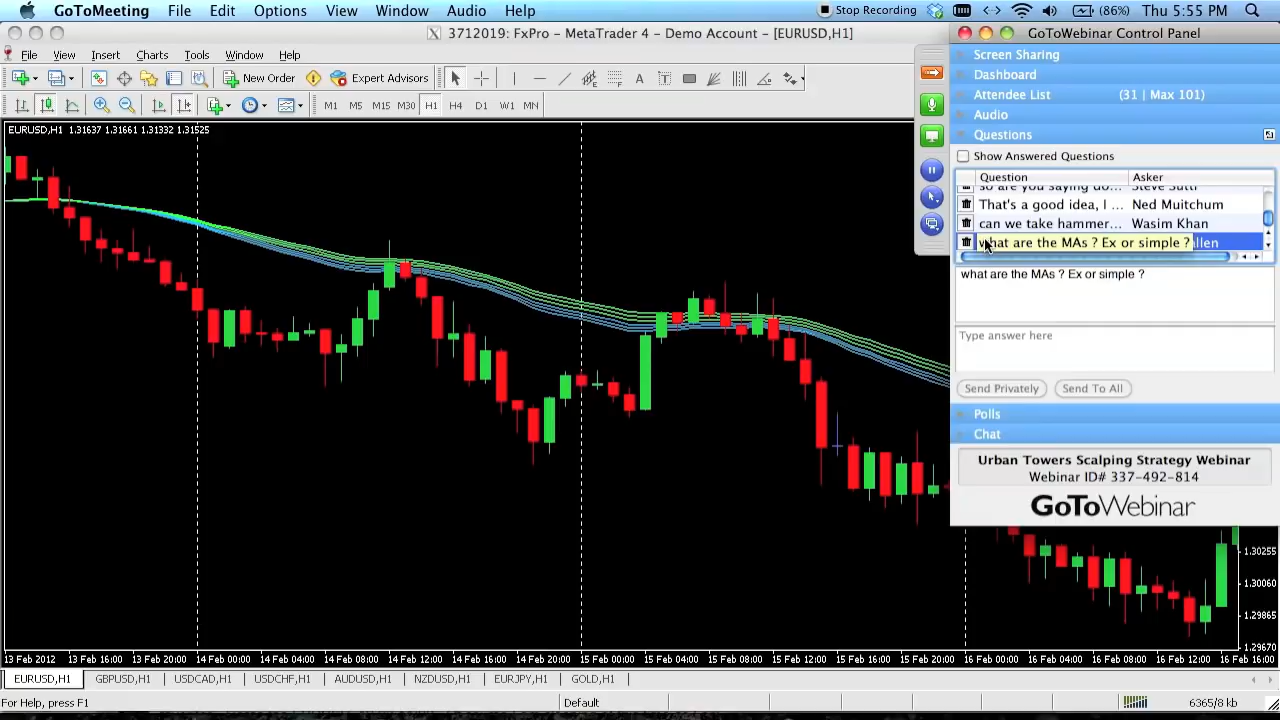 GoToMeeting File Edit Options View Window Audio Help Stop Recording (86%) Thu 5:55 PM
3712019: FxPro - MetaTrader 4 - Demo Account - [EURUSD,H1]
GoToWebinar Control Panel
File View Insert Charts Tools Help
New Order Expert Advisors A T
M1 M5 M15 M30 H1 H4 D1 W1 MN
EURUSD,H1 1.31637 1.31661 1.31332 1.31525
Screen Sharing
Dashboard
Attendee List (31 | Max 101)
Audio
Questions
Show Answered Questions
Question Asker
so are you saying do... Steve Sutti
That's a good idea, I ... Ned Muitchum
can we take hammer... Wasim Khan
what are the MAs ? Ex or simple ? llen
what are the MAs ? Ex or simple ?
Type answer here
Send Privately Send To All
Polls
Chat
Urban Towers Scalping Strategy Webinar
Webinar ID# 337-492-814
GoToWebinar
1.30255
1.30060
1.29865
1.29670
13 Feb 2012 13 Feb 16:00 13 Feb 20:00 14 Feb 00:00 14 Feb 04:00 14 Feb 08:00 14 Feb 12:00 14 Feb 16:00 14 Feb 20:00 15 Feb 00:00 15 Feb 04:00 15 Feb 08:00 15 Feb 12:00 15 Feb 16:00 15 Feb 20:00 16 Feb 00:00 16 Feb 04:00 16 Feb 08:00 16 Feb 12:00 16 Feb 16:00
EURUSD,H1 GBPUSD,H1 USDCAD,H1 USDCHF,H1 AUDUSD,H1 NZDUSD,H1 EURJPY,H1 GOLD,H1
For Help, press F1 Default 6365/8 kb